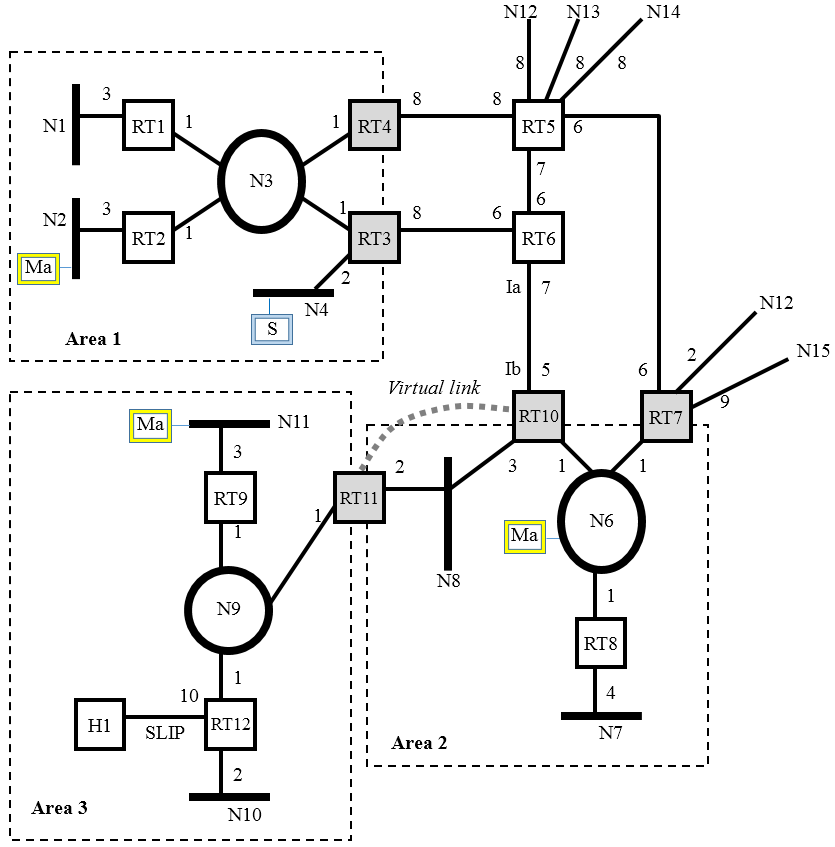 N12
N13
N14
8
8
8
3
1
1
8
8
N1
RT1
RT4
RT5
6
N3
7
3
1
6
N2
RT2
1
RT3
8
6
RT6
Ma
2
N4
Ia
7
S
Area 1
N12
2
N15
Virtual link
Ib
5
6
9
Ma
N11
RT10
RT7
3
2
3
1
1
RT9
RT11
1
1
N6
Ma
N8
N9
1
RT8
1
10
4
H1
SLIP
RT12
N7
Area 2
2
Area 3
N10